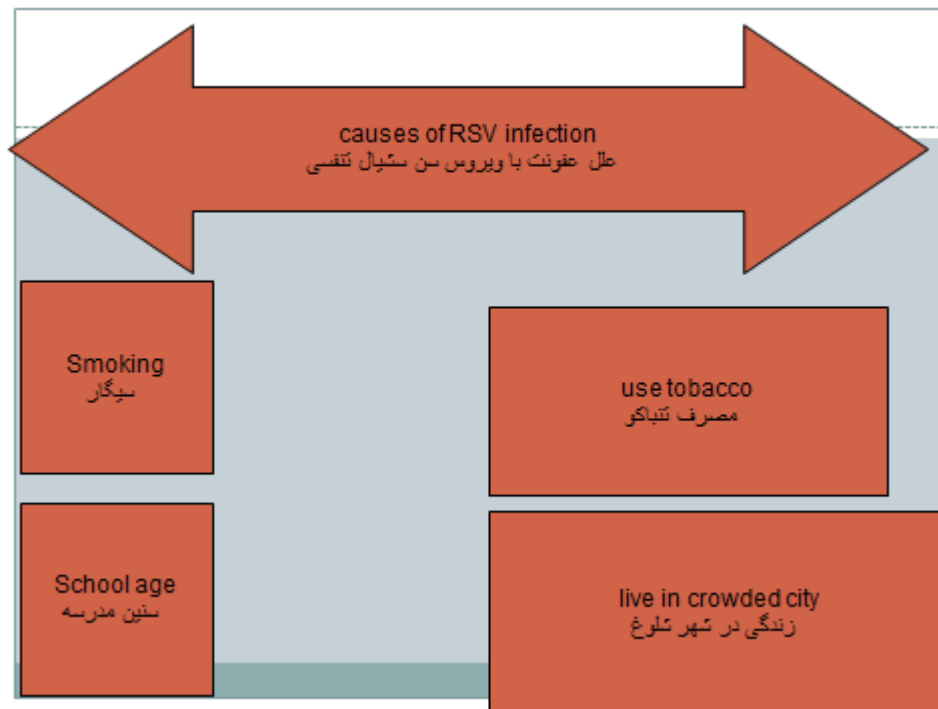 causes of RSV infection
علل عفونت با ویروس سن سشیال تنفسی
Smoking
سیگار
use tobacco
مصرف تنباکو
School age
سنین مدرسه
live in crowded city
زندگی در شهر شلوغ